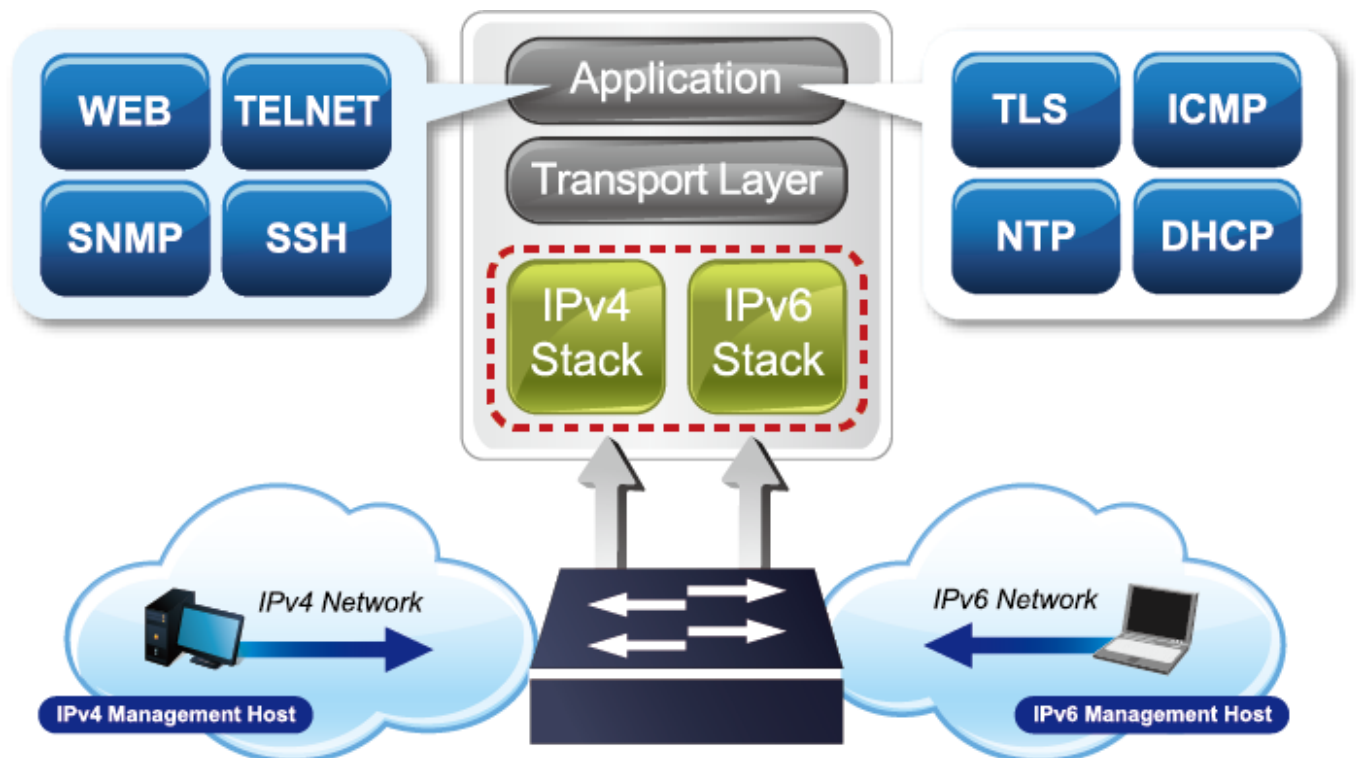 WEB
TELNET
SNMP
SSH
Application
Transport Layer
IPv4
Stack
IPv6
Stack
TLS
ICMP
NTP
DHCP
IPv4 Network
IPv4 Management Host
IPv6 Network
IPv6 Management Host